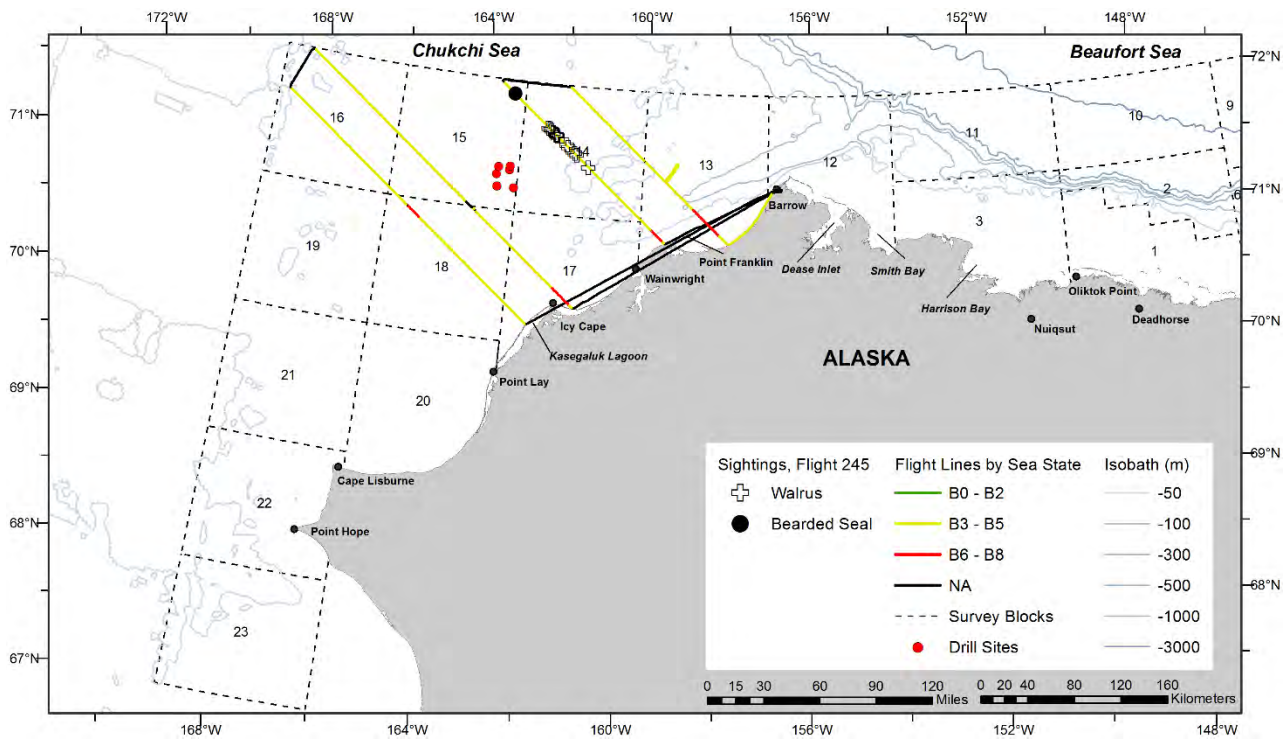 172°W 168°W 164°W 160°W 156°W 152°W 148°W
Chukchi Sea Beaufort Sea
72°N
71°N
9
10
16
15
11
13
12
14
71°N
2
6
Barrow
3
70°N
19
18
17
Point Franklin
Dease Inlet
Smith Bay
1
Wainwright
Harrison Bay
Oliktok Point
Icy Cape
Nuiqsut
Deadhorse
70°N
Kasegaluk Lagoon
ALASKA
69°N
21
20
Point Lay
69°N
Cape Lisburne
22
68°N
Point Hope
68°N
23
67°N
Sightings, Flight 245
Walrus
Bearded Seal
Flight Lines by Sea State
B0 - B2
B3 - B5
B6 - B8
NA
Survey Blocks
Drill Sites
Isobath (m)
-50
-100
-300
-500
-1000
-3000
0 15 30 60 90 120
Miles
0 20 40 80 120 160
Kilometers
168°W 164°W 160°W 156°W 152°W 148°W